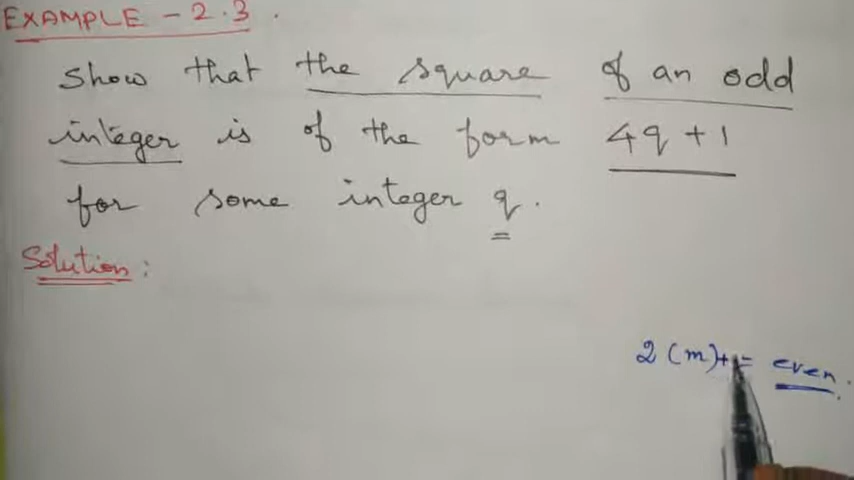 EXAMPLE - 2.3.
Show that the square of an odd
integer is of the form 4q + 1
for some integer q.
Solution:
2(m)+ = even.